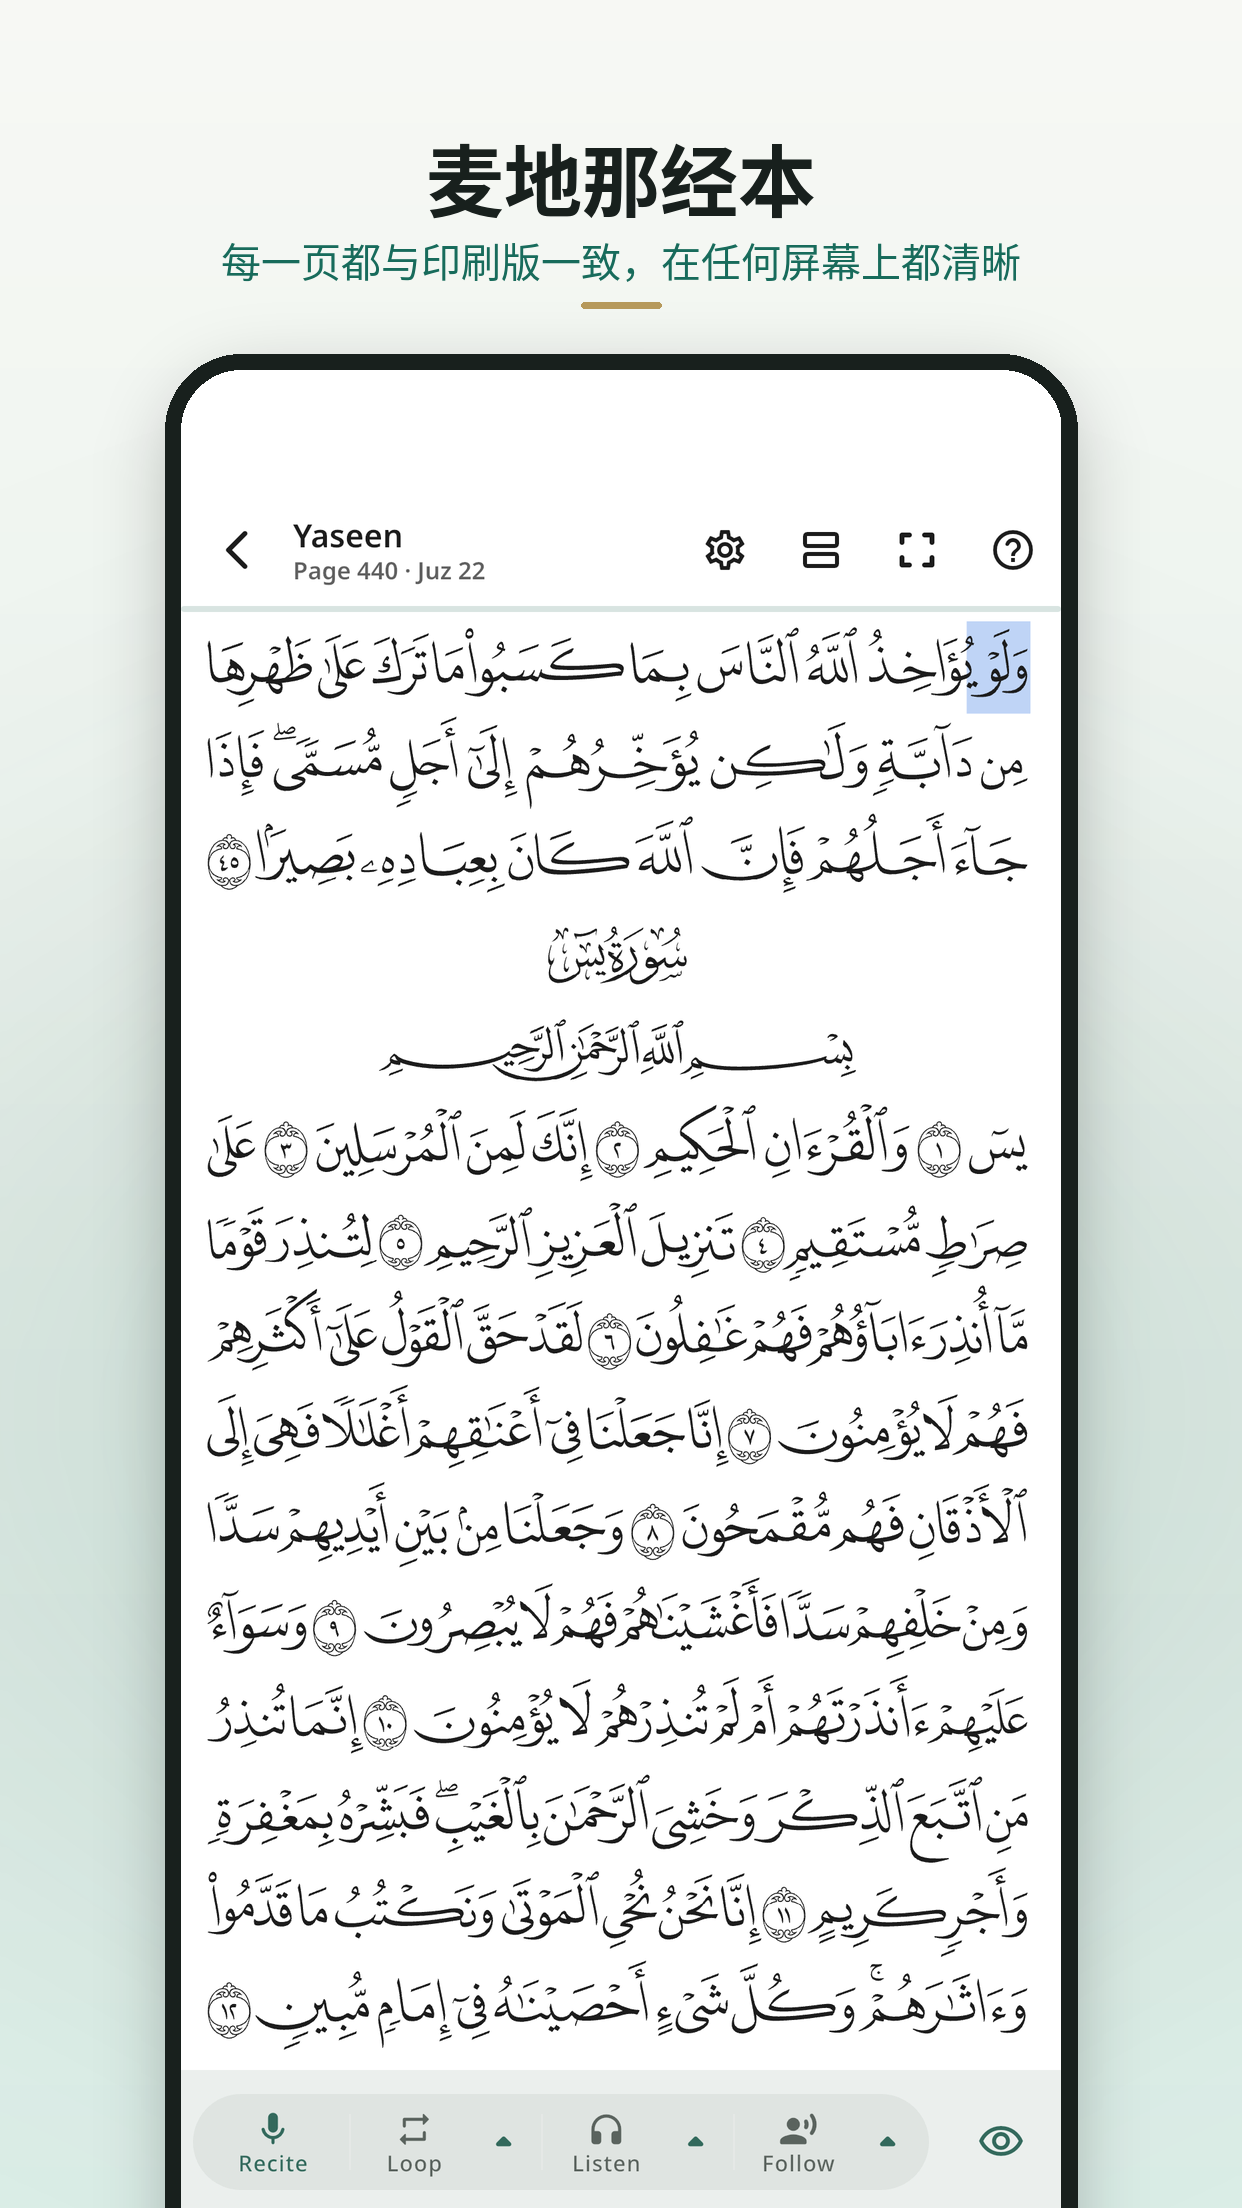 麦地那经本
每一页都与印刷版一致，在任何屏幕上都清晰
Yaseen
Page 440 · Juz 22
وَلَوۡ يُؤَاخِذُ ٱللَّهُ ٱلنَّاسَ بِمَا كَسَبُواْ مَا تَرَكَ عَلَىٰ ظَهۡرِهَا
مِن دَآبَّةٖ وَلَٰكِن يُؤَخِّرُهُمۡ إِلَىٰٓ أَجَلٖ مُّسَمّٗىۖ فَإِذَا
جَآءَ أَجَلُهُمۡ فَإِنَّ ٱللَّهَ كَانَ بِعِبَادِهِۦ بَصِيرَۢا ٤٥
سُورَةُ يسٓ
بِسۡمِ ٱللَّهِ ٱلرَّحۡمَٰنِ ٱلرَّحِيمِ
يسٓ ١ وَٱلۡقُرۡءَانِ ٱلۡحَكِيمِ ٢ إِنَّكَ لَمِنَ ٱلۡمُرۡسَلِينَ ٣ عَلَىٰ
صِرَٰطٖ مُّسۡتَقِيمٖ ٤ تَنزِيلَ ٱلۡعَزِيزِ ٱلرَّحِيمِ ٥ لِتُنذِرَ قَوۡمٗا
مَّآ أُنذِرَ ءَابَآؤُهُمۡ فَهُمۡ غَٰفِلُونَ ٦ لَقَدۡ حَقَّ ٱلۡقَوۡلُ عَلَىٰٓ أَكۡثَرِهِمۡ
فَهُمۡ لَا يُؤۡمِنُونَ ٧ إِنَّا جَعَلۡنَا فِيٓ أَعۡنَٰقِهِمۡ أَغۡلَٰلٗا فَهِيَ إِلَى
ٱلۡأَذۡقَانِ فَهُم مُّقۡمَحُونَ ٨ وَجَعَلۡنَا مِنۢ بَيۡنِ أَيۡدِيهِمۡ سَدّٗا
وَمِنۡ خَلۡفِهِمۡ سَدّٗا فَأَغۡشَيۡنَٰهُمۡ فَهُمۡ لَا يُبۡصِرُونَ ٩ وَسَوَآءٌ
عَلَيۡهِمۡ ءَأَنذَرۡتَهُمۡ أَمۡ لَمۡ تُنذِرۡهُمۡ لَا يُؤۡمِنُونَ ١٠ إِنَّمَا تُنذِرُ
مَنِ ٱتَّبَعَ ٱلذِّكۡرَ وَخَشِيَ ٱلرَّحۡمَٰنَ بِٱلۡغَيۡبِۖ فَبَشِّرۡهُ بِمَغۡفِرَةٖ
وَأَجۡرٖ كَرِيمٍ ١١ إِنَّا نَحۡنُ نُحۡيِ ٱلۡمَوۡتَىٰ وَنَكۡتُبُ مَا قَدَّمُواْ
وَءَاثَٰرَهُمۡۚ وَكُلَّ شَيۡءٍ أَحۡصَيۡنَٰهُ فِيٓ إِمَامٖ مُّبِينٖ ١٢
Recite Loop Listen Follow